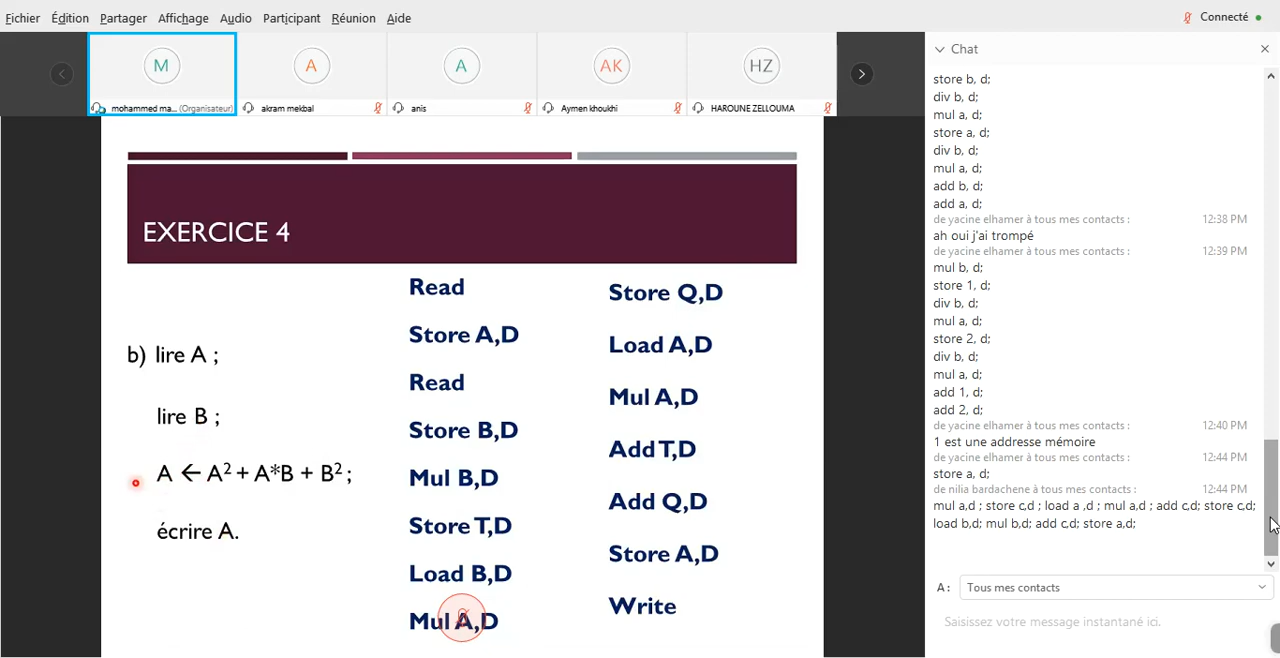 Fichier Édition Partager Affichage Audio Participant Réunion Aide
Connecté
M
A
A
AK
HZ
mohammed ma... (Organisateur)
akram mekbal
anis
Aymen khoukhi
HAROUNE ZELLOUMA
EXERCICE 4
b) lire A ;
lire B ;
A ← A² + A*B + B² ;
écrire A.
Read
Store A,D
Read
Store B,D
Mul B,D
Store T,D
Load B,D
Mul A,D
Store Q,D
Load A,D
Mul A,D
Add T,D
Add Q,D
Store A,D
Write
Chat
store b, d;
div b, d;
mul a, d;
store a, d;
div b, d;
mul a, d;
add b, d;
add a, d;
de yacine elhamer à tous mes contacts : 12:38 PM
ah oui j'ai trompé
de yacine elhamer à tous mes contacts : 12:39 PM
mul b, d;
store 1, d;
div b, d;
mul a, d;
store 2, d;
div b, d;
mul a, d;
add 1, d;
add 2, d;
de yacine elhamer à tous mes contacts : 12:40 PM
1 est une addresse mémoire
de yacine elhamer à tous mes contacts : 12:44 PM
store a, d;
de nilia bardachene à tous mes contacts : 12:44 PM
mul a,d ; store c,d ; load a ,d ; mul a,d ; add c,d; store c,d;
load b,d; mul b,d; add c,d; store a,d;
A : Tous mes contacts
Saisissez votre message instantané ici.